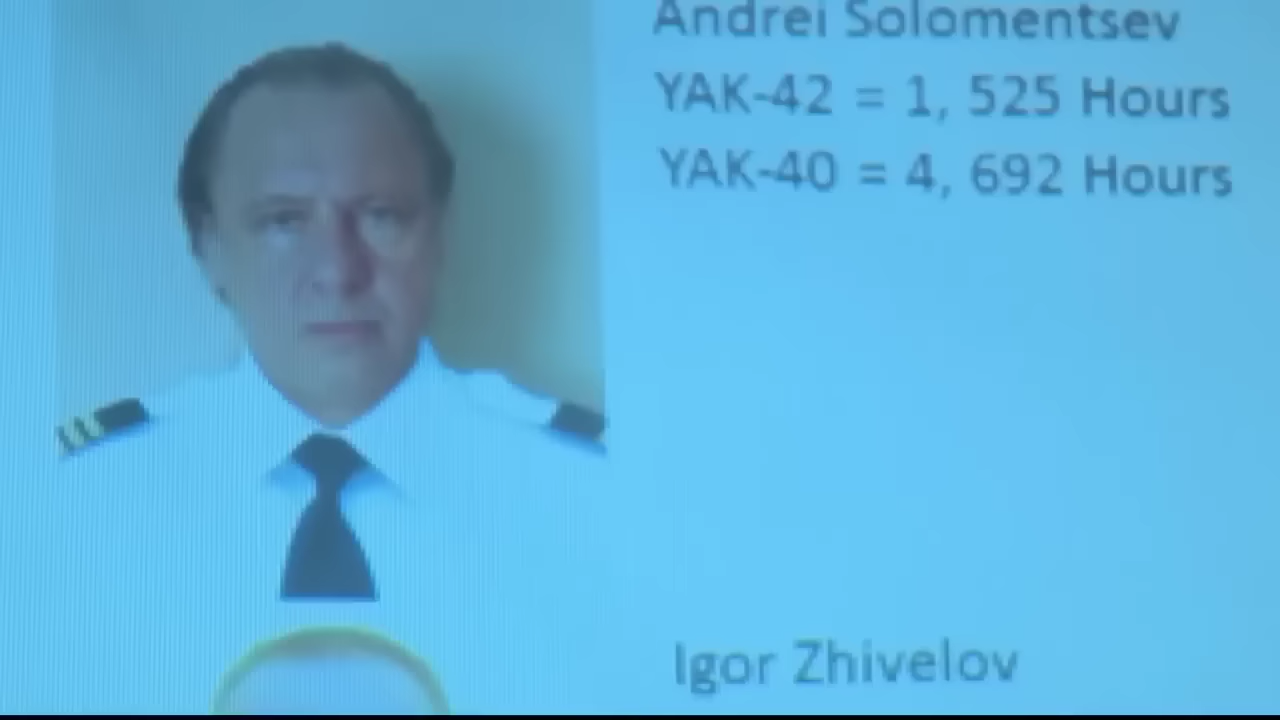 Andrei Solomentsev
YAK-42 = 1, 525 Hours
YAK-40 = 4, 692 Hours
Igor Zhivelov